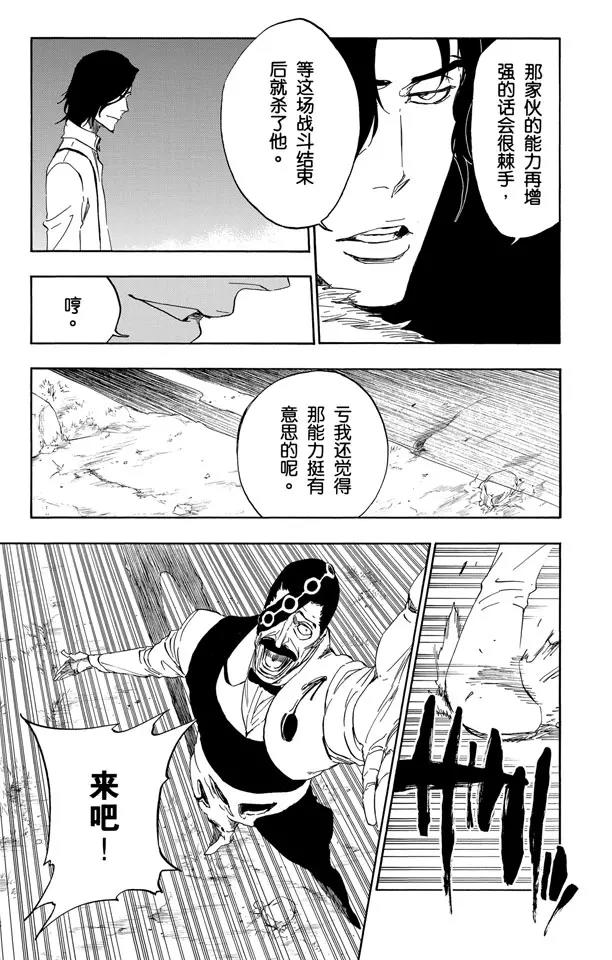 那家伙的能力再增
强的话会很棘手，
等这场战斗结束
后就杀了他。
哼。
亏我还觉得
那能力挺有
意思的呢。
来吧！